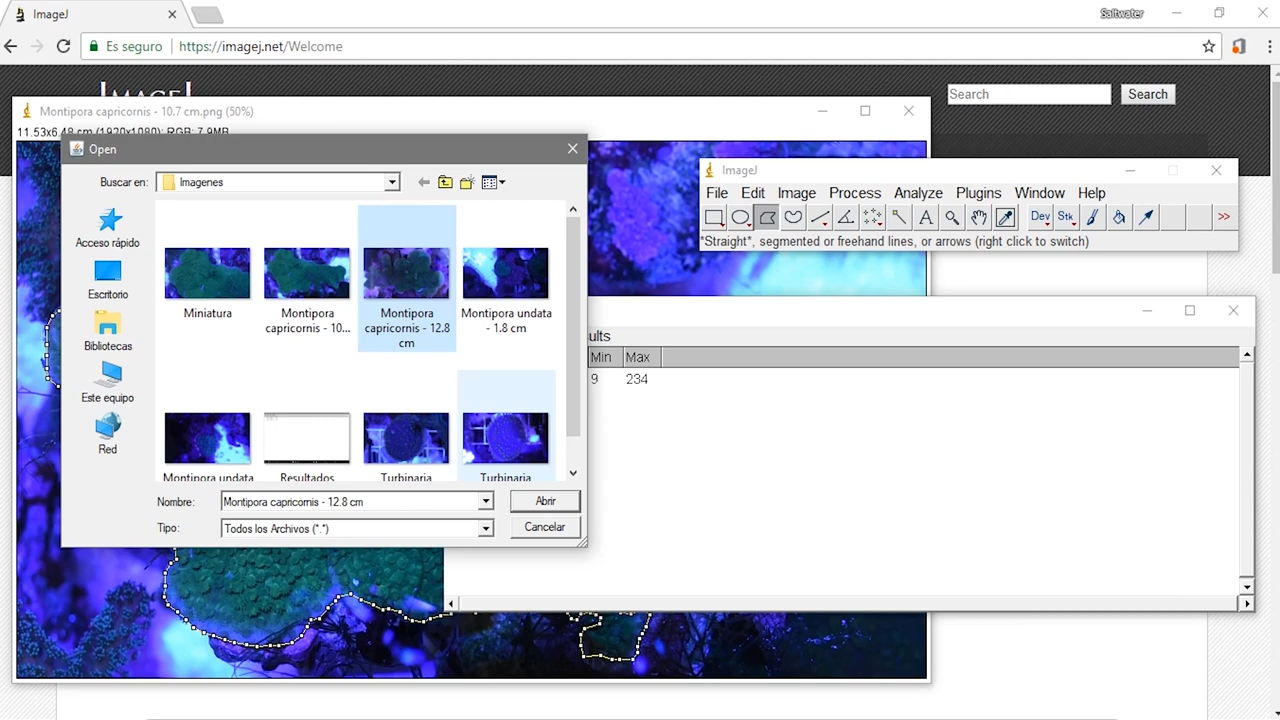 ImageJ
Saltwater
Es seguro
https://imagej.net/Welcome
IMAGEJ
Search
Search
Montipora capricornis - 10.7 cm.png (50%)
11.53x6.48 cm (1920x1080); RGB; 7.9MB
Open
Buscar en:
Imagenes
Acceso rápido
Escritorio
Bibliotecas
Este equipo
Red
Miniatura
Montipora
capricornis - 10...
Montipora
capricornis - 12.8
cm
Montipora undata
- 1.8 cm
Montipora undata
Resultados
Turbinaria
Turbinaria
Nombre:
Montipora capricornis - 12.8 cm
Abrir
Tipo:
Todos los Archivos (*.*)
Cancelar
ImageJ
File Edit Image Process Analyze Plugins Window Help
A Dev Stk >>
*Straight*, segmented or freehand lines, or arrows (right click to switch)
ults
Min Max
9 234